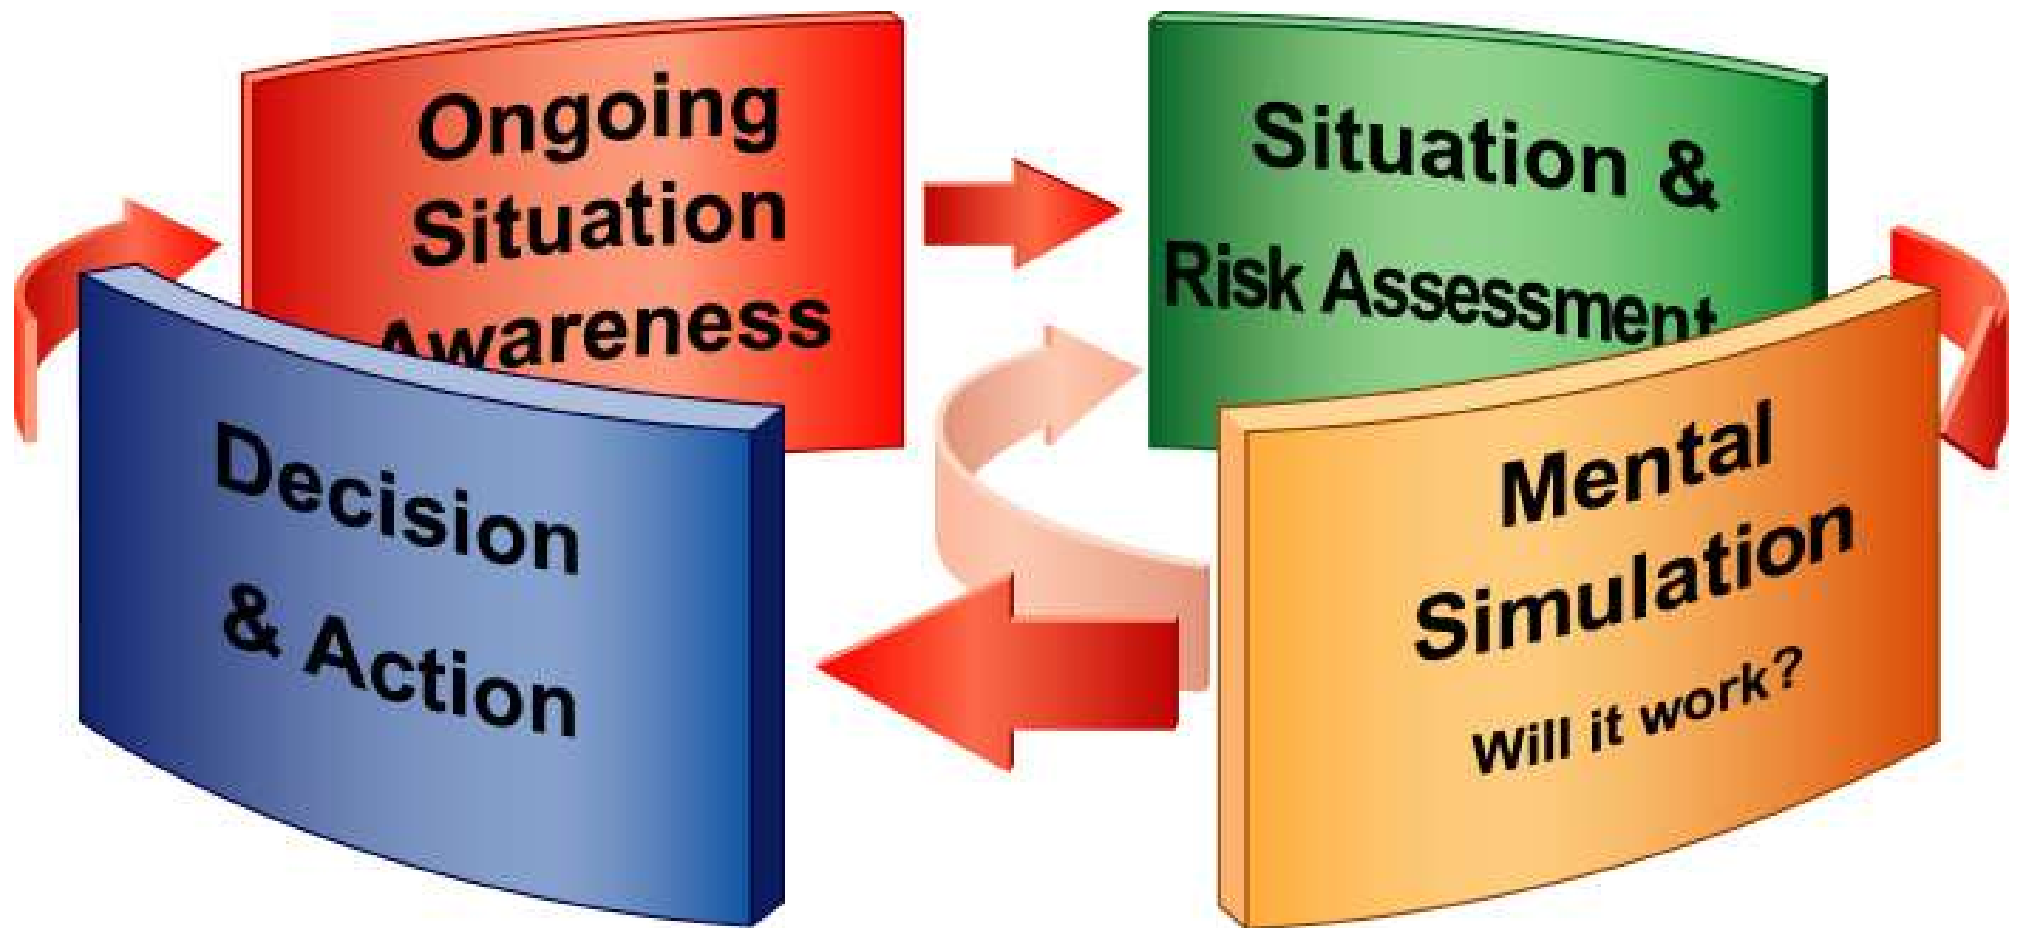 Ongoing
Situation
Awareness
Situation &
Risk Assessment
Decision
& Action
Mental
Simulation
Will it work?